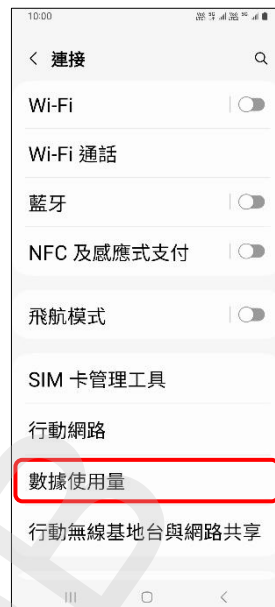 10:00
連接
Wi-Fi
Wi-Fi 通話
藍牙
NFC 及感應式支付
飛航模式
SIM 卡管理工具
行動網路
數據使用量
行動無線基地台與網路共享